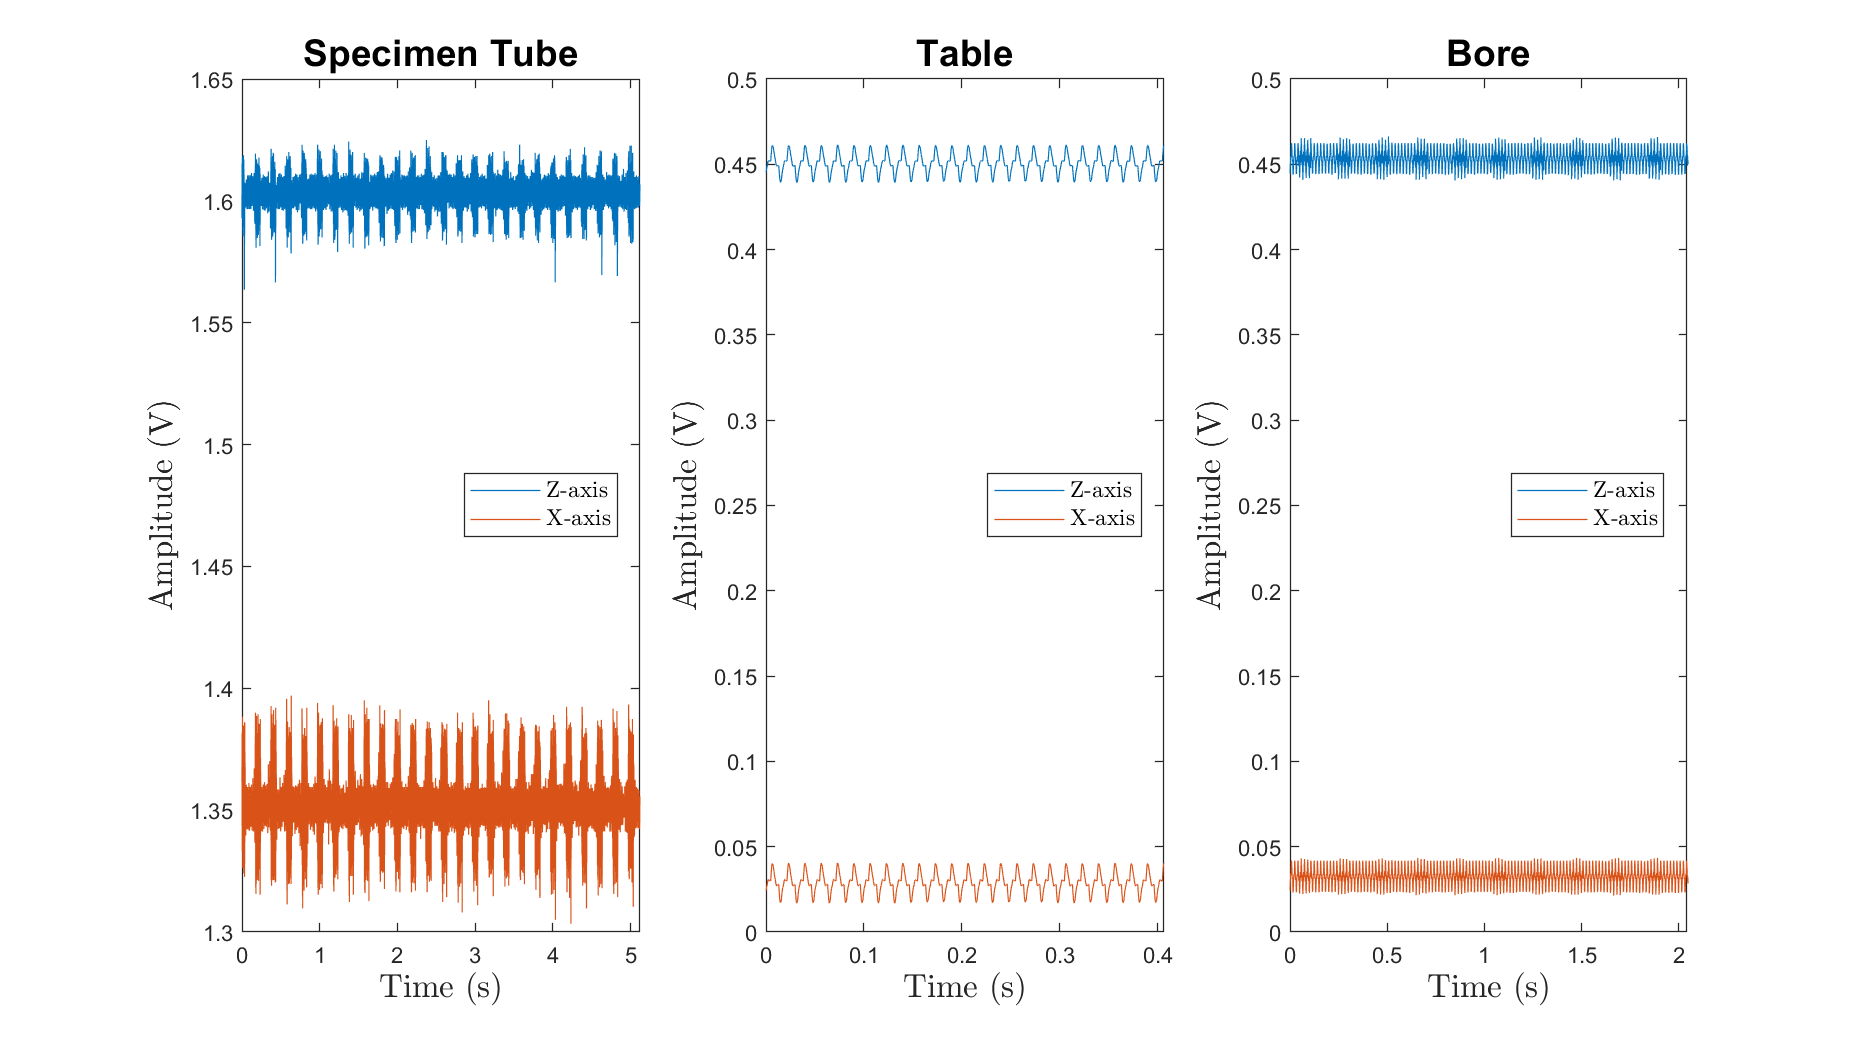 Specimen Tube
1.65
1.6
1.55
1.5
1.45
1.4
1.35
1.3
Amplitude (V)
Z-axis
X-axis
0 1 2 3 4 5
Time (s)
Table
0.5
0.45
0.4
0.35
0.3
0.25
0.2
0.15
0.1
0.05
0
Amplitude (V)
Z-axis
X-axis
0 0.1 0.2 0.3 0.4
Time (s)
Bore
0.5
0.45
0.4
0.35
0.3
0.25
0.2
0.15
0.1
0.05
0
Amplitude (V)
Z-axis
X-axis
0 0.5 1 1.5 2
Time (s)